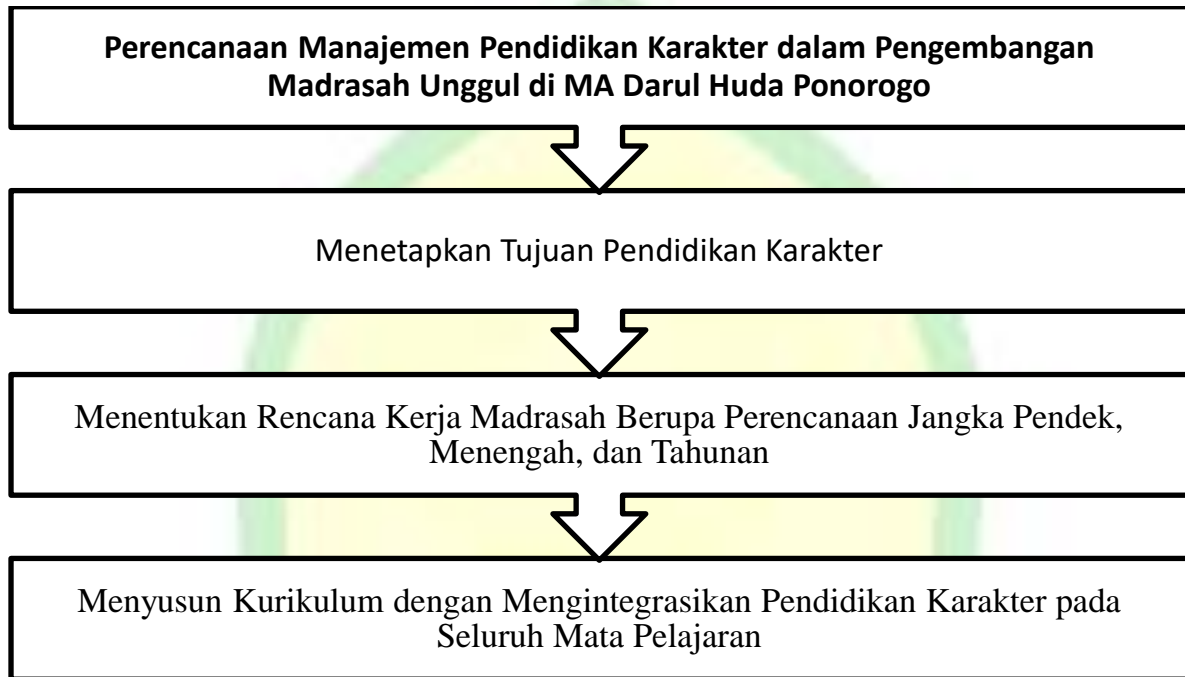 Perencanaan Manajemen Pendidikan Karakter dalam Pengembangan
Madrasah Unggul di MA Darul Huda Ponorogo
Menetapkan Tujuan Pendidikan Karakter
Menentukan Rencana Kerja Madrasah Berupa Perencanaan Jangka Pendek,
Menengah, dan Tahunan
Menyusun Kurikulum dengan Mengintegrasikan Pendidikan Karakter pada
Seluruh Mata Pelajaran